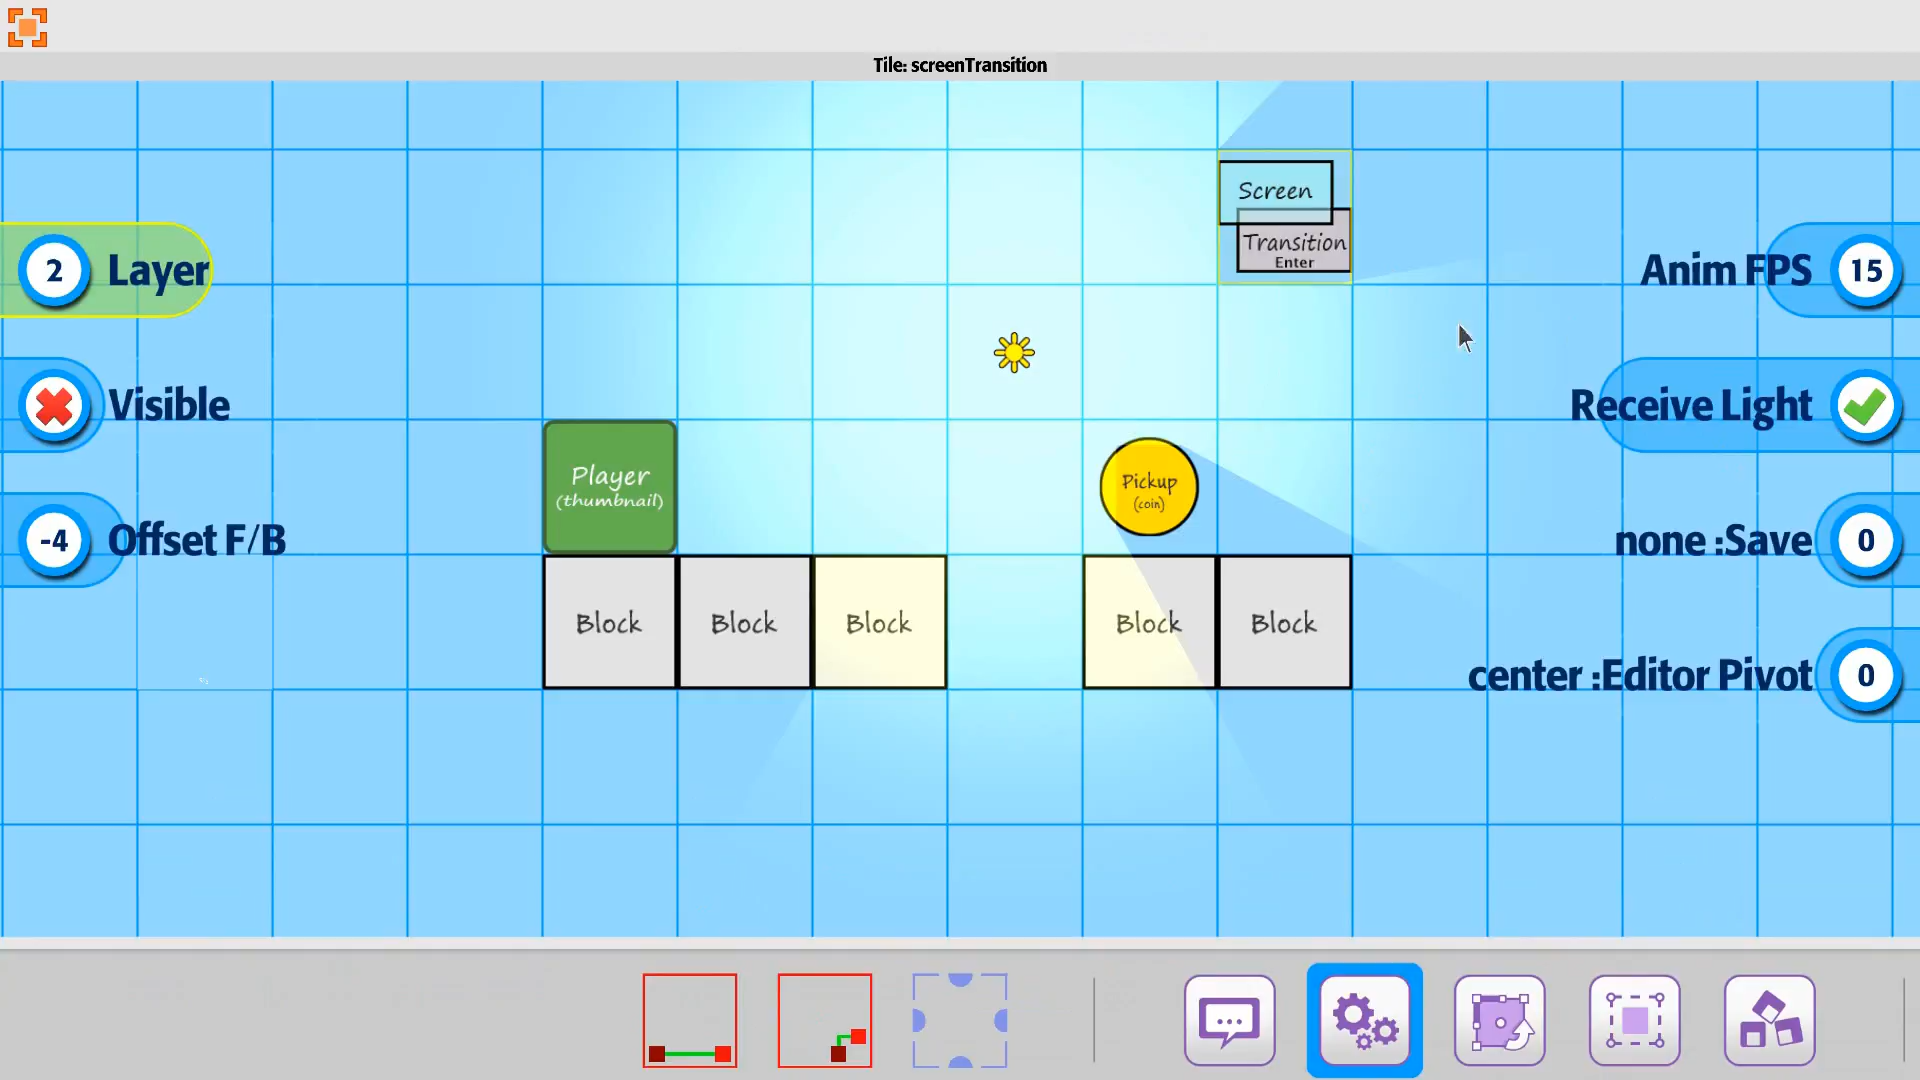 Tile: screenTransition
Screen
Transition
Enter
2 Layer
Anim FPS 15
Visible
Receive Light
Player
(thumbnail)
Pickup
(coin)
-4 Offset F/B
none :Save 0
Block
Block
Block
Block
Block
center :Editor Pivot 0